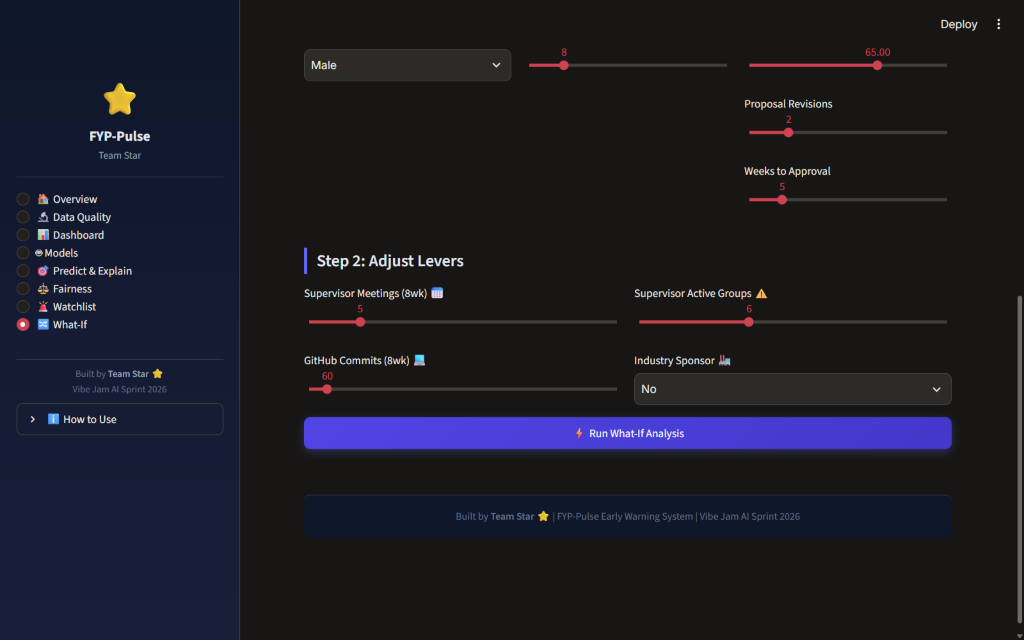 Deploy
FYP-Pulse
Team Star
Overview
Data Quality
Dashboard
Models
Predict & Explain
Fairness
Watchlist
What-If
Built by Team Star
Vibe Jam AI Sprint 2026
How to Use
Male
8
65.00
Proposal Revisions
2
Weeks to Approval
5
Step 2: Adjust Levers
Supervisor Meetings (8wk)
5
Supervisor Active Groups
6
GitHub Commits (8wk)
60
Industry Sponsor
No
Run What-If Analysis
Built by Team Star | FYP-Pulse Early Warning System | Vibe Jam AI Sprint 2026